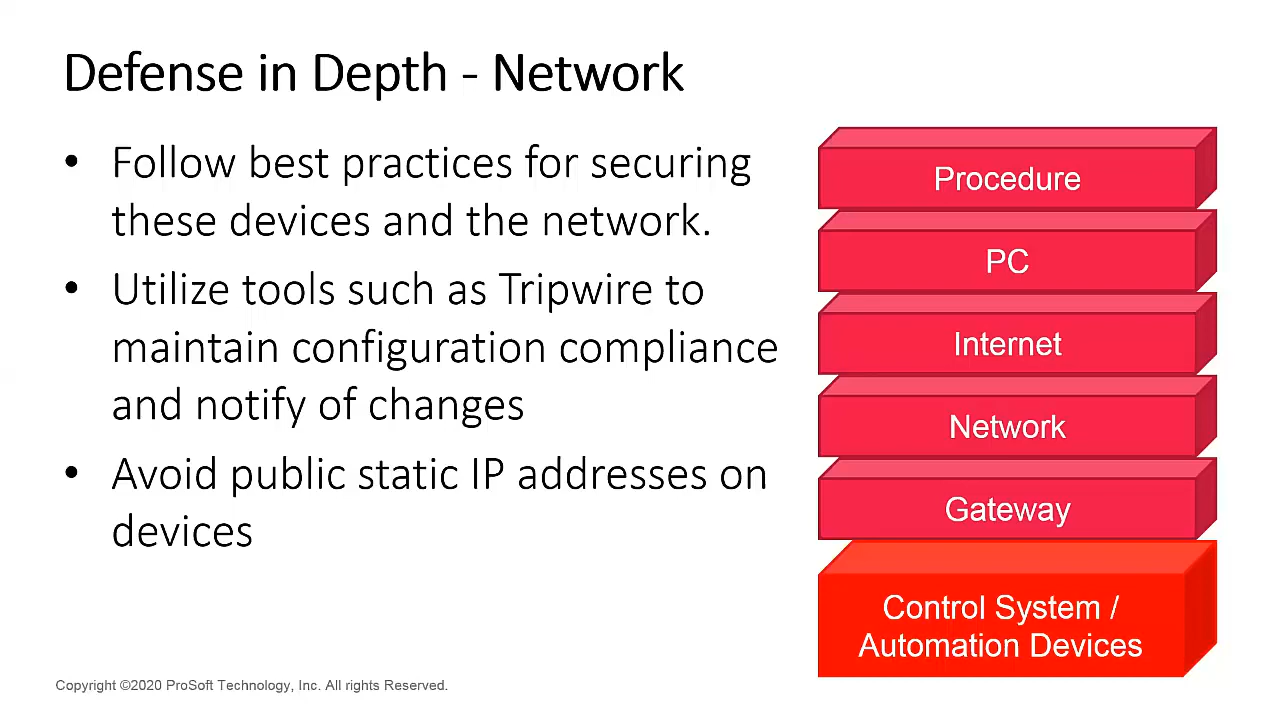 Defense in Depth - Network
• Follow best practices for securing
these devices and the network.
• Utilize tools such as Tripwire to
maintain configuration compliance
and notify of changes
• Avoid public static IP addresses on
devices
Procedure
PC
Internet
Network
Gateway
Control System /
Automation Devices
Copyright ©2020 ProSoft Technology, Inc. All rights Reserved.